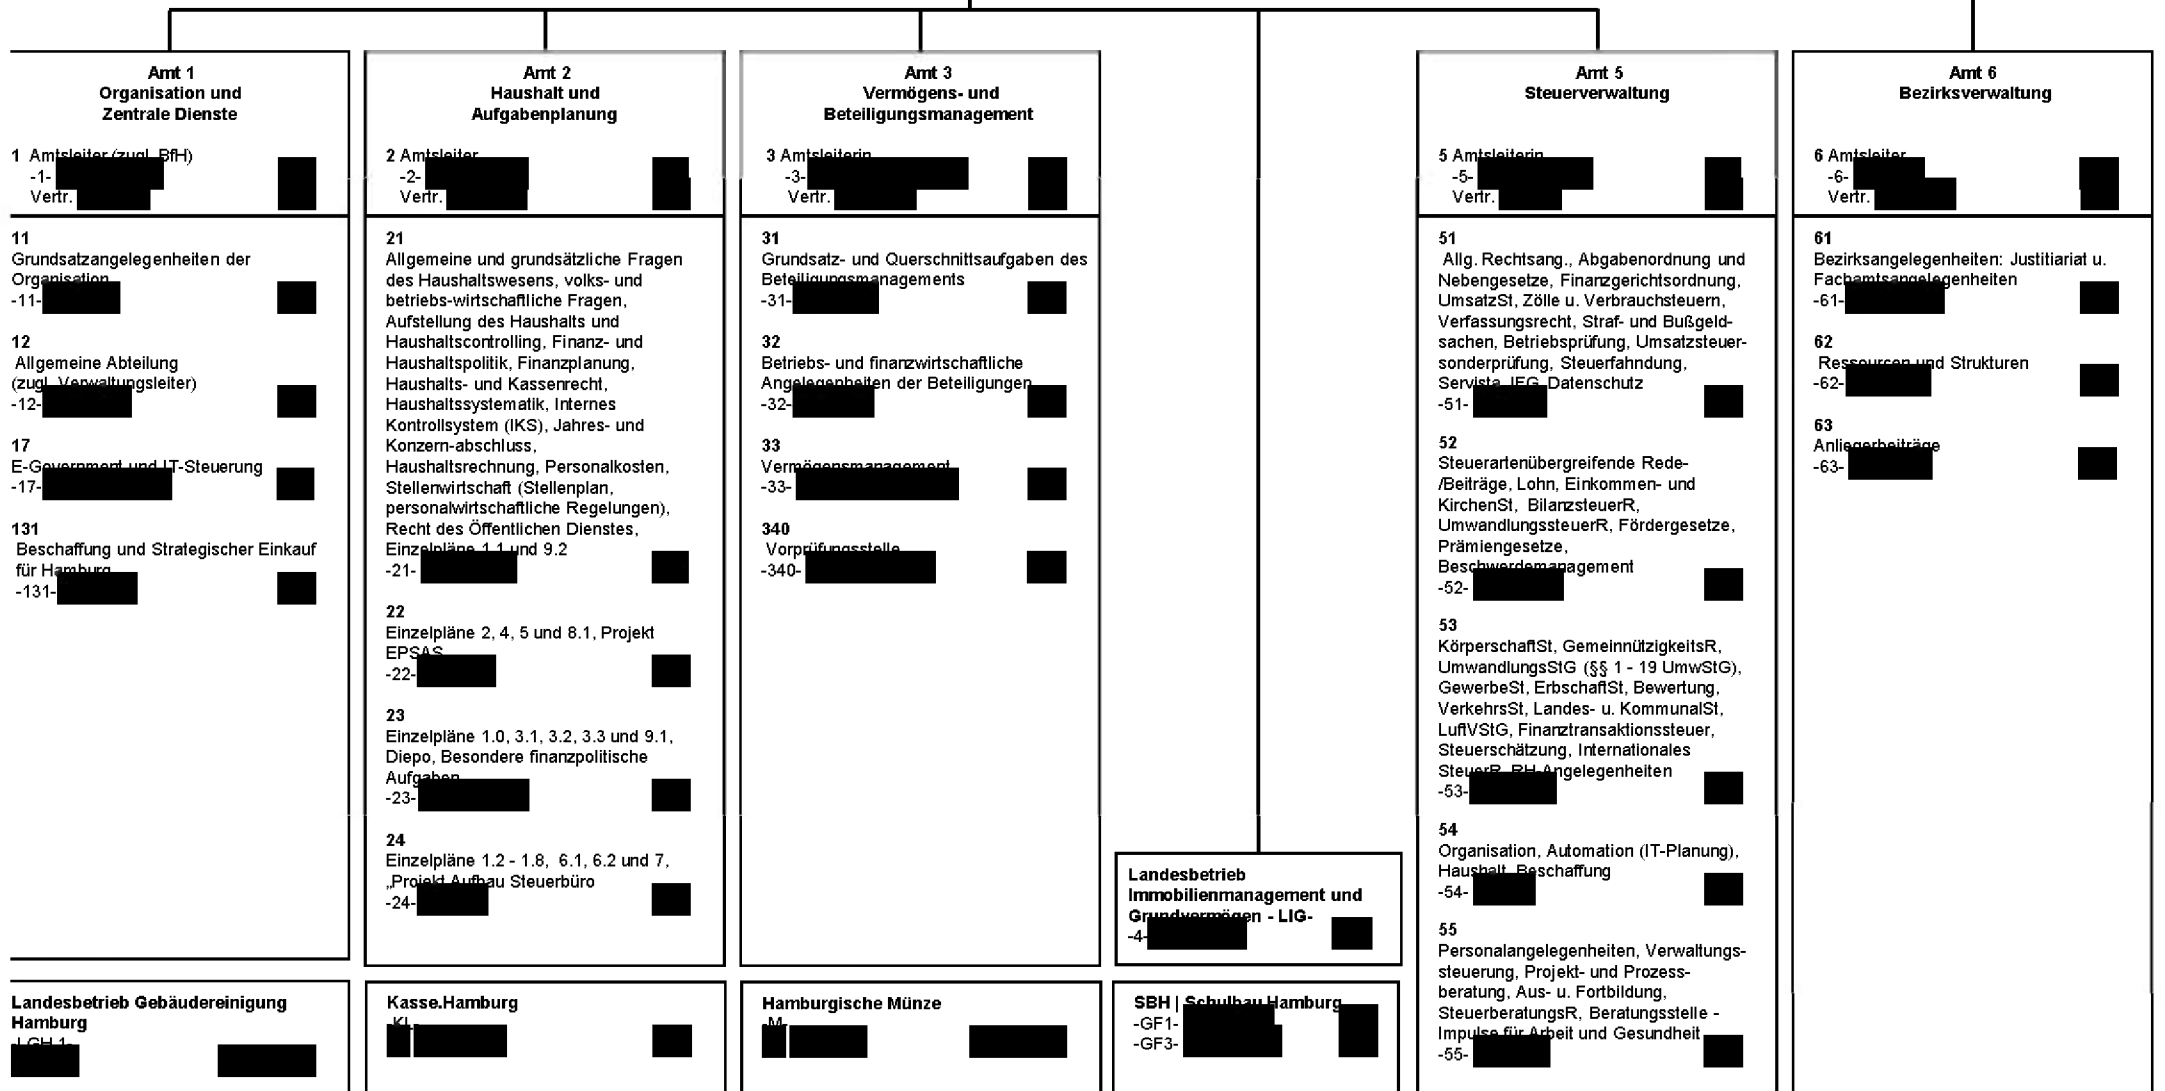 Amt 1
Organisation und
Zentrale Dienste
1 Amtsleiter (zugl. BfH)
-1-
Vertr.
11
Grundsatzangelegenheiten der
Organisation
-11-
12
Allgemeine Abteilung
(zugl. Verwaltungsleiter)
-12-
17
E-Government und IT-Steuerung
-17-
131
Beschaffung und Strategischer Einkauf
für Hamburg
-131-
Landesbetrieb Gebäudereinigung
Hamburg
-LGH 1-
Amt 2
Haushalt und
Aufgabenplanung
2 Amtsleiter
-2-
Vertr.
21
Allgemeine und grundsätzliche Fragen
des Haushaltswesens, volks- und
betriebs-wirtschaftliche Fragen,
Aufstellung des Haushalts und
Haushaltscontrolling, Finanz- und
Haushaltspolitik, Finanzplanung,
Haushalts- und Kassenrecht,
Haushaltssystematik, Internes
Kontrollsystem (IKS), Jahres- und
Konzern-abschluss,
Haushaltsrechnung, Personalkosten,
Stellenwirtschaft (Stellenplan,
personalwirtschaftliche Regelungen),
Recht des Öffentlichen Dienstes,
Einzelpläne 1.1 und 9.2
-21-
22
Einzelpläne 2, 4, 5 und 8.1, Projekt
EPSAS
-22-
23
Einzelpläne 1.0, 3.1, 3.2, 3.3 und 9.1,
Diepo, Besondere finanzpolitische
Aufgaben
-23-
24
Einzelpläne 1.2 - 1.8, 6.1, 6.2 und 7,
„Projekt Aufbau Steuerbüro
-24-
Kasse.Hamburg
-KL-
Amt 3
Vermögens- und
Beteiligungsmanagement
3 Amtsleiterin
-3-
Vertr.
31
Grundsatz- und Querschnittsaufgaben des
Beteiligungsmanagements
-31-
32
Betriebs- und finanzwirtschaftliche
Angelegenheiten der Beteiligungen
-32-
33
Vermögensmanagement
-33-
340
Vorprüfungsstelle
-340-
Hamburgische Münze
-M-
Landesbetrieb
Immobilienmanagement und
Grundvermögen - LIG-
-4-
SBH | Schulbau Hamburg
-GF1-
-GF3-
Amt 5
Steuerverwaltung
5 Amtsleiterin
-5-
Vertr.
51
Allg. Rechtsang., Abgabenordnung und
Nebengesetze, Finanzgerichtsordnung,
UmsatzSt, Zölle u. Verbrauchsteuern,
Verfassungsrecht, Straf- und Bußgeld-
sachen, Betriebsprüfung, Umsatzsteuer-
sonderprüfung, Steuerfahndung,
Servista, IFG, Datenschutz
-51-
52
Steuerartenübergreifende Rede-
/Beiträge, Lohn, Einkommen- und
KirchenSt, BilanzsteuerR,
UmwandlungssteuerR, Fördergesetze,
Prämiengesetze,
Beschwerdemanagement
-52-
53
KörperschaftSt, GemeinnützigkeitsR,
UmwandlungsStG (§§ 1 - 19 UmwStG),
GewerbeSt, ErbschaftSt, Bewertung,
VerkehrsSt, Landes- u. KommunalSt,
LuftVStG, Finanztransaktionssteuer,
Steuerschätzung, Internationales
SteuerR, RH-Angelegenheiten
-53-
54
Organisation, Automation (IT-Planung),
Haushalt, Beschaffung
-54-
55
Personalangelegenheiten, Verwaltungs-
steuerung, Projekt- und Prozess-
beratung, Aus- u. Fortbildung,
SteuerberatungsR, Beratungsstelle -
Impulse für Arbeit und Gesundheit
-55-
Amt 6
Bezirksverwaltung
6 Amtsleiter
-6-
Vertr.
61
Bezirksangelegenheiten: Justitiariat u.
Fachamtsangelegenheiten
-61-
62
Ressourcen und Strukturen
-62-
63
Anliegerbeiträge
-63-